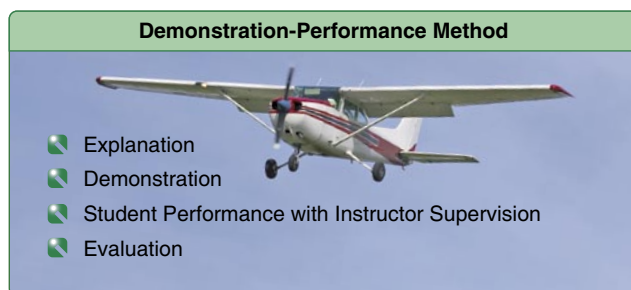 Demonstration-Performance Method
Explanation
Demonstration
Student Performance with Instructor Supervision
Evaluation